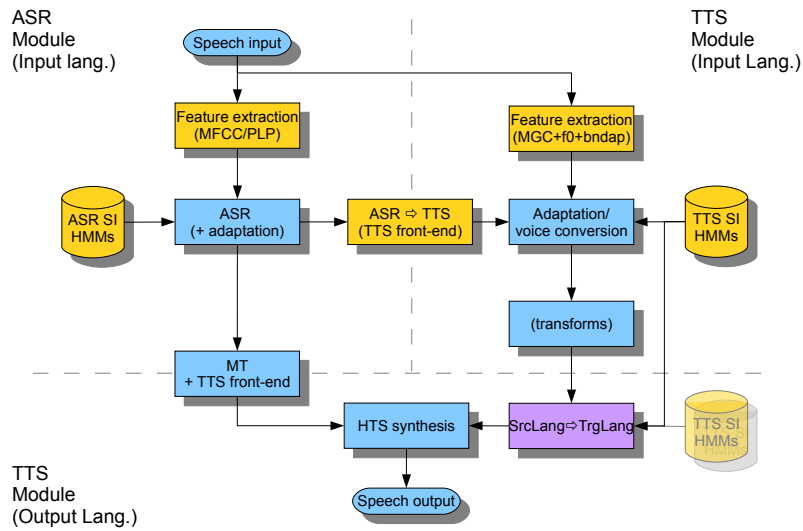 ASR
Module
(Input lang.)
TTS
Module
(Input Lang.)
Speech input
Feature extraction
(MFCC/PLP)
Feature extraction
(MGC+f0+bndap)
ASR SI
HMMs
ASR
(+ adaptation)
ASR ⇨ TTS
(TTS front-end)
Adaptation/
voice conversion
TTS SI
HMMs
(transforms)
MT
+ TTS front-end
HTS synthesis
SrcLang⇨TrgLang
TTS SI
HMMs
Speech output
TTS
Module
(Output Lang.)